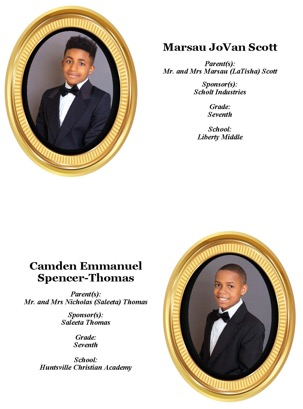 Marsau JoVan Scott
Parent(s):
Mr. and Mrs Marsau (LaTisha) Scott
Sponsor(s):
Scholt Industries
Grade:
Seventh
School:
Liberty Middle
Camden Emmanuel
Spencer-Thomas
Parent(s):
Mr. and Mrs Nicholas (Saleeta) Thomas
Sponsor(s):
Saleeta Thomas
Grade:
Seventh
School:
Huntsville Christian Academy